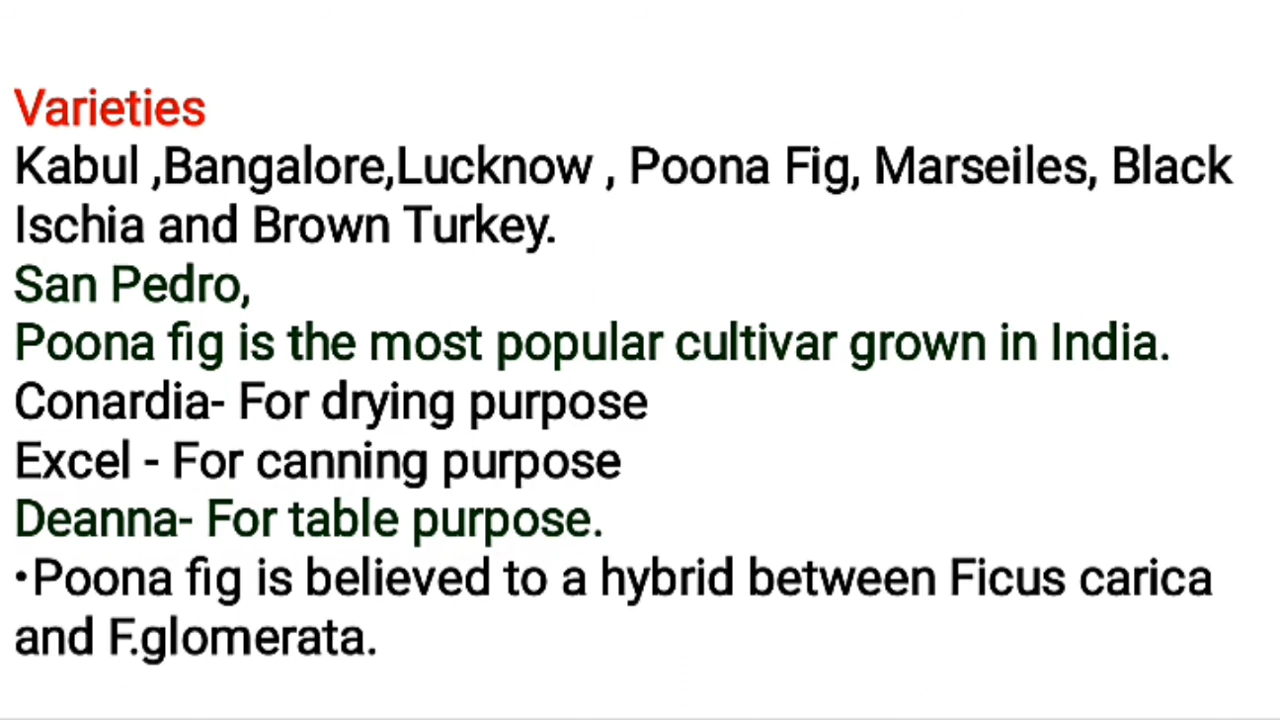 Varieties
Kabul ,Bangalore,Lucknow , Poona Fig, Marseiles, Black
Ischia and Brown Turkey.
San Pedro,
Poona fig is the most popular cultivar grown in India.
Conardia- For drying purpose
Excel - For canning purpose
Deanna- For table purpose.
•Poona fig is believed to a hybrid between Ficus carica
and F.glomerata.